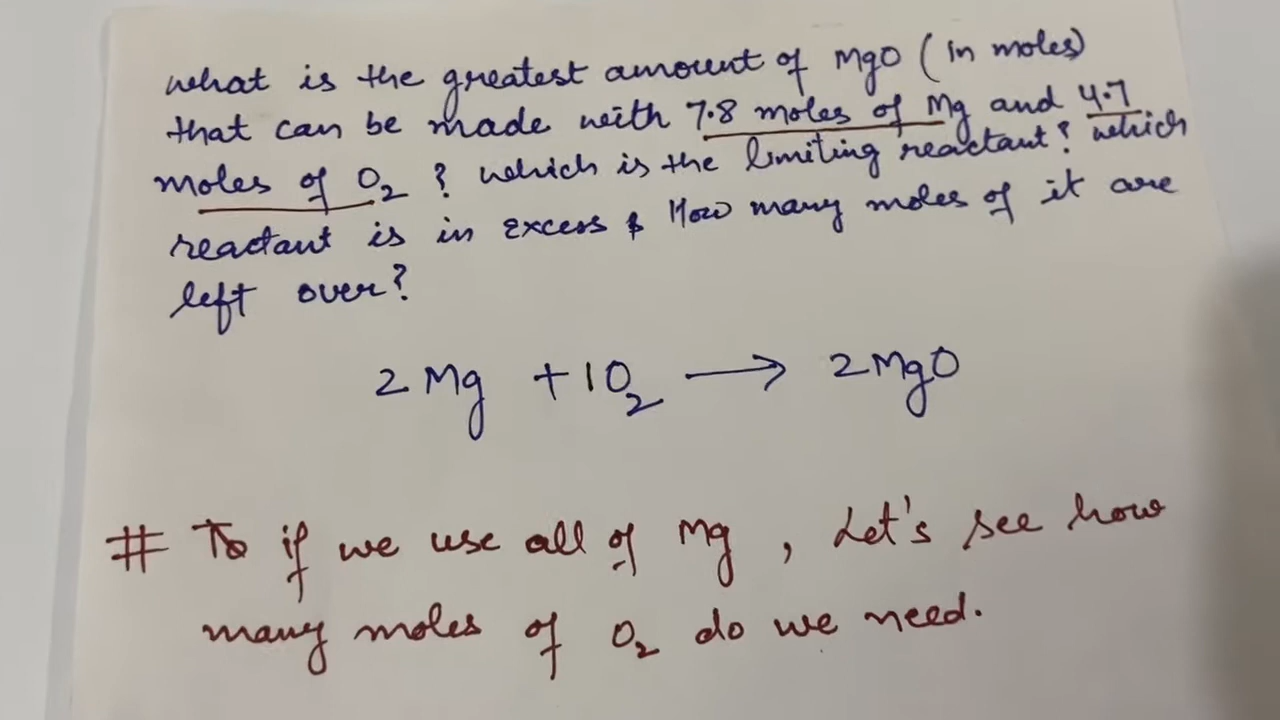 what is the greatest amount of MgO (in moles)
that can be made with 7.8 moles of Mg and 4.7
moles of O2 ? which is the limiting reactant? which
reactant is in excess & How many moles of it are
left over?
2 Mg + 1O2 → 2MgO
# To if we use all of Mg , Let's see how
many moles of O2 do we need.